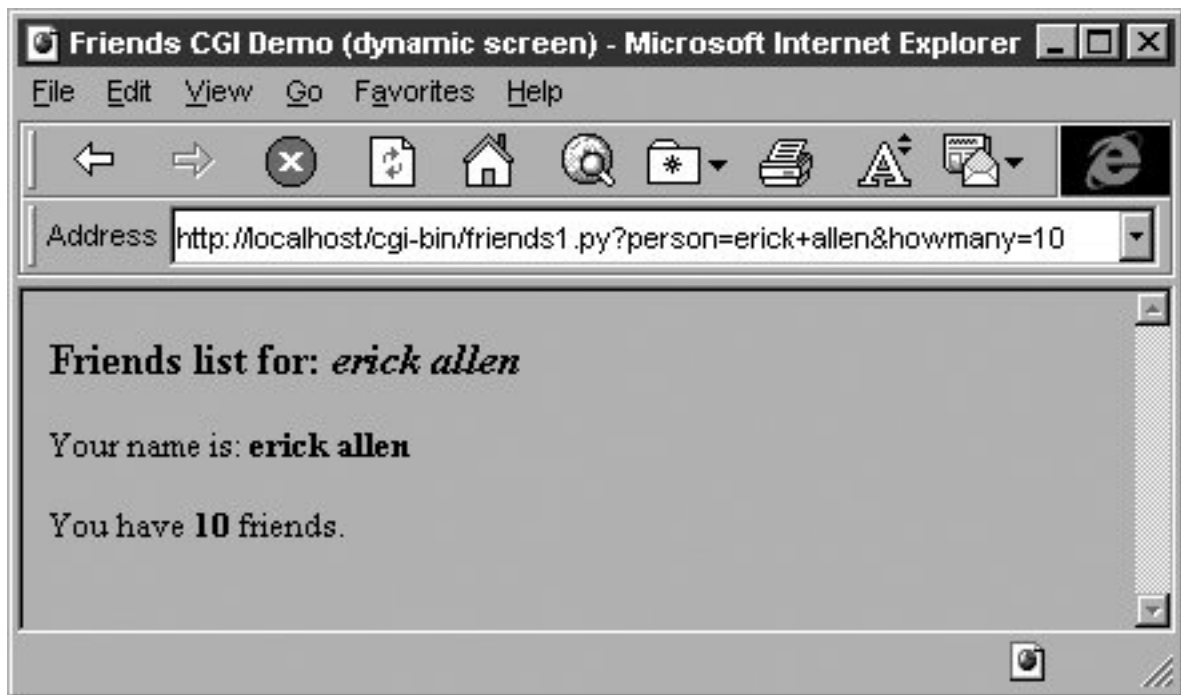 Friends CGI Demo (dynamic screen) - Microsoft Internet Explorer
File Edit View Go Favorites Help
Address http://localhost/cgi-bin/friends1.py?person=erick+allen&howmany=10
Friends list for: erick allen
Your name is: erick allen
You have 10 friends.